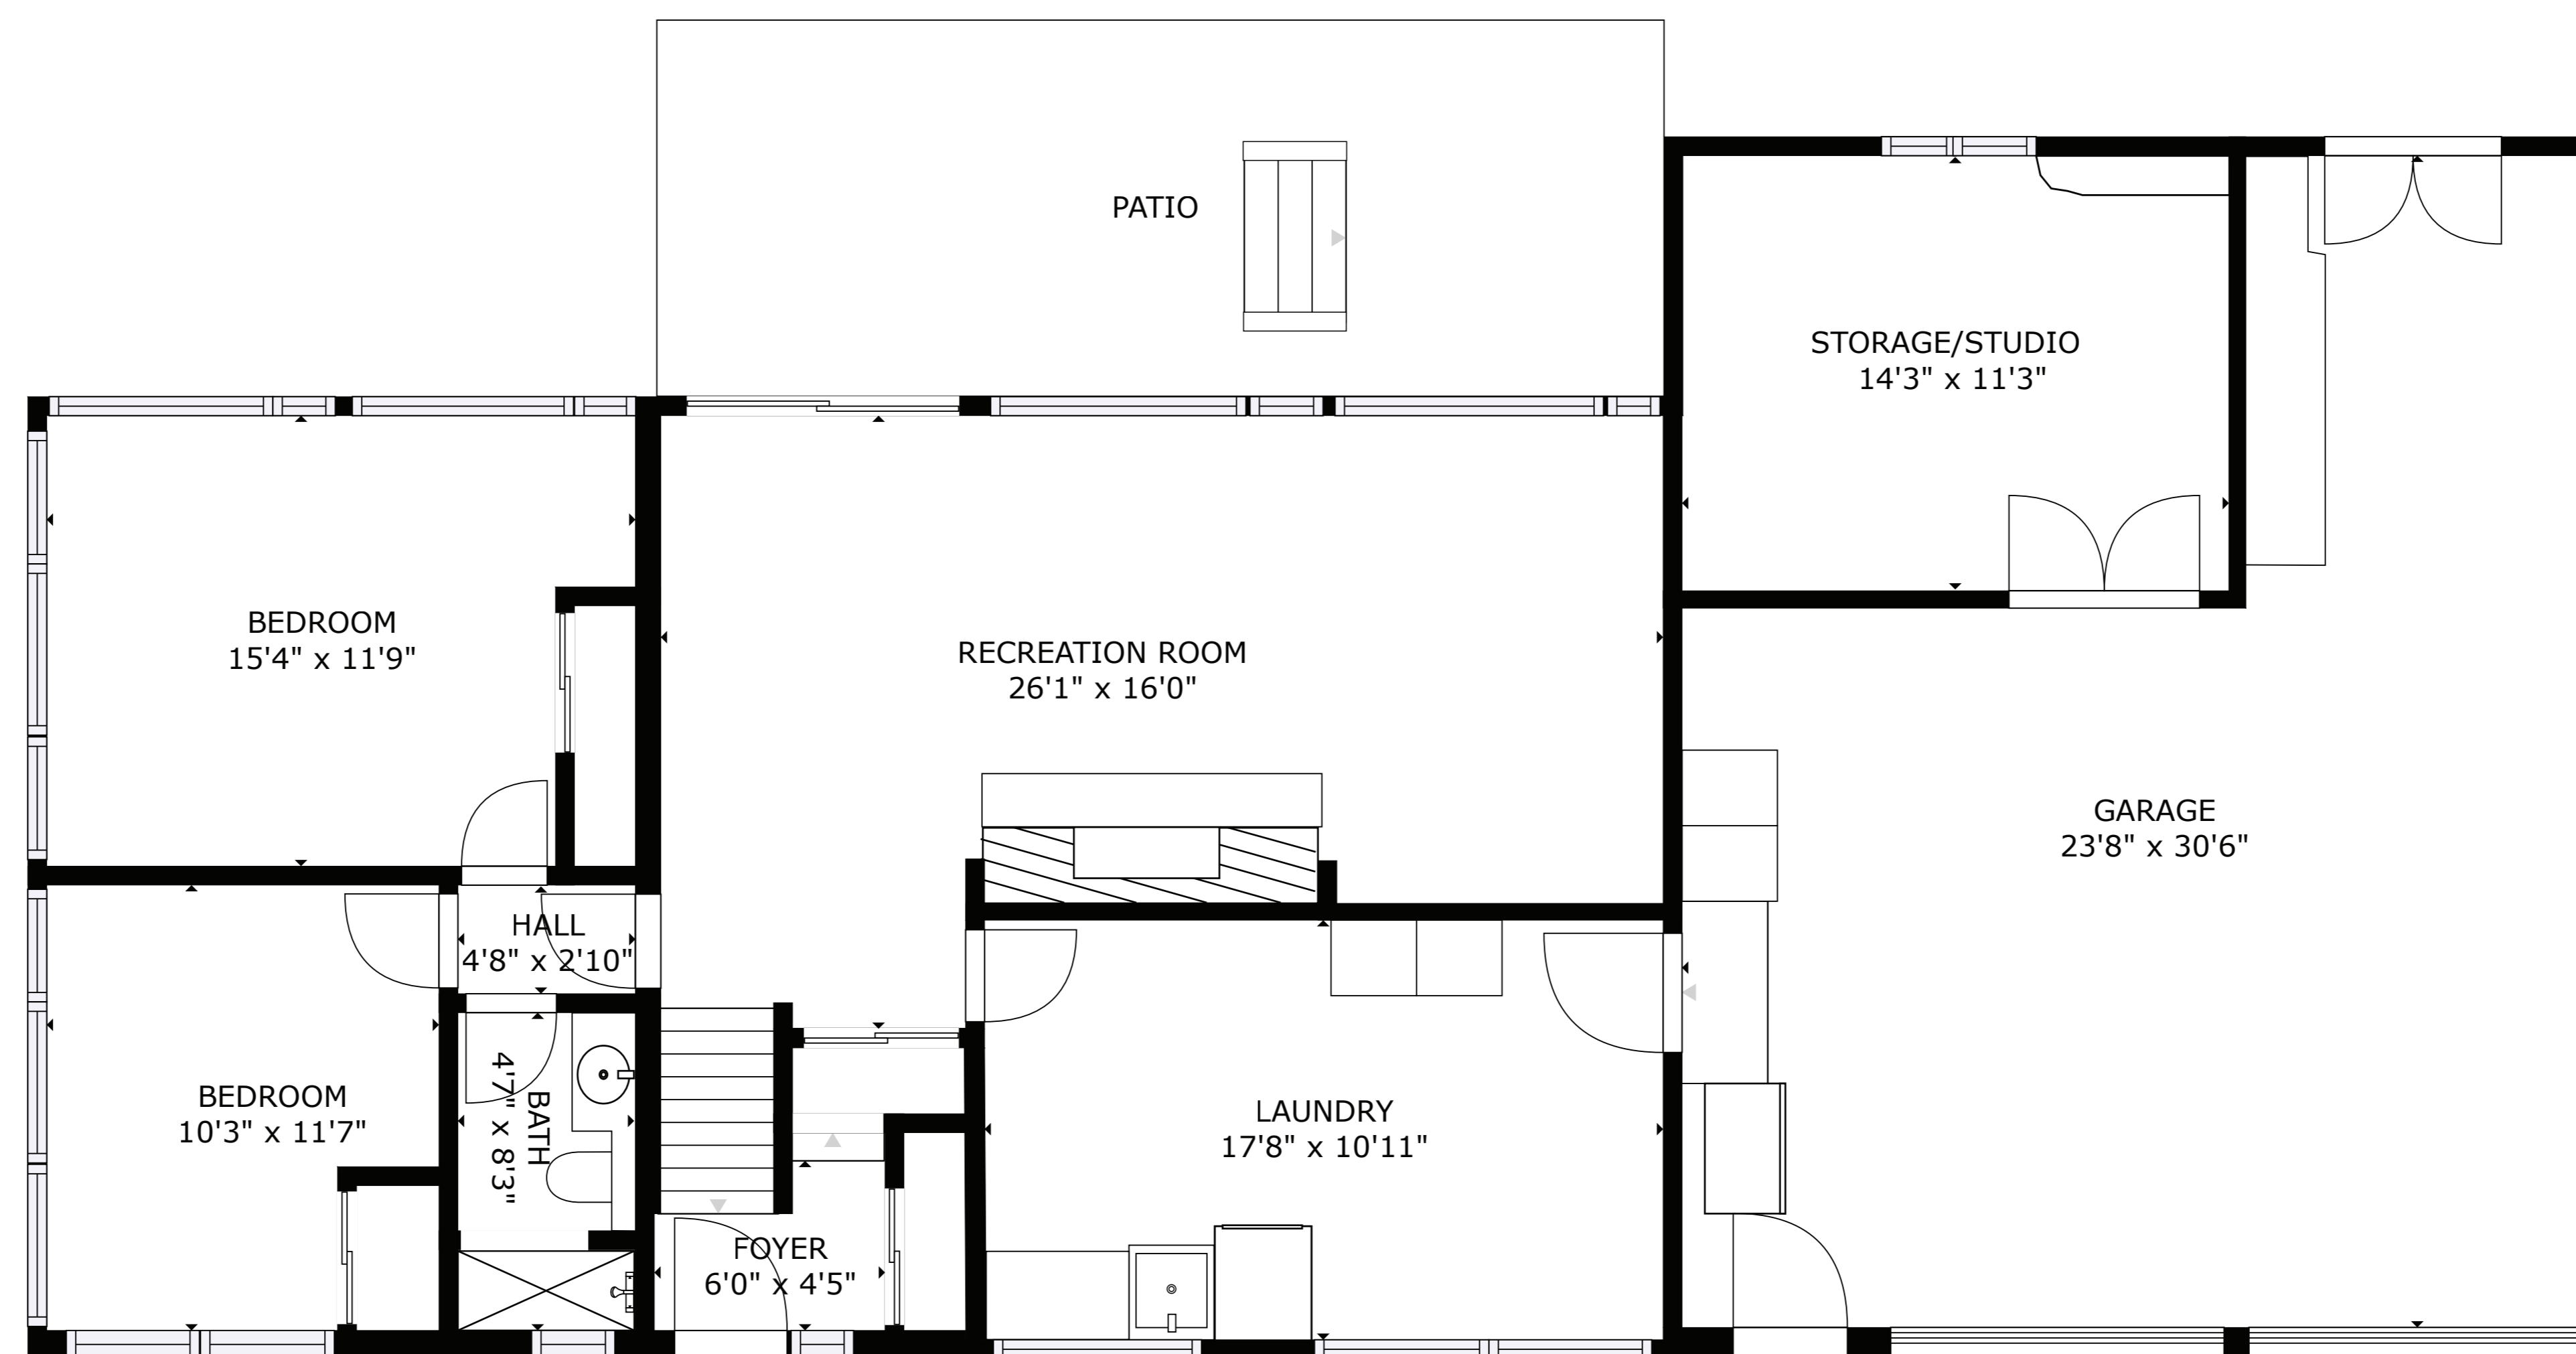 PATIO
STORAGE/STUDIO
14'3" x 11'3"
BEDROOM
15'4" x 11'9"
RECREATION ROOM
26'1" x 16'0"
GARAGE
23'8" x 30'6"
HALL
4'8" x 2'10"
BEDROOM
10'3" x 11'7"
BATH
4'7" x 8'3"
LAUNDRY
17'8" x 10'11"
FOYER
6'0" x 4'5"